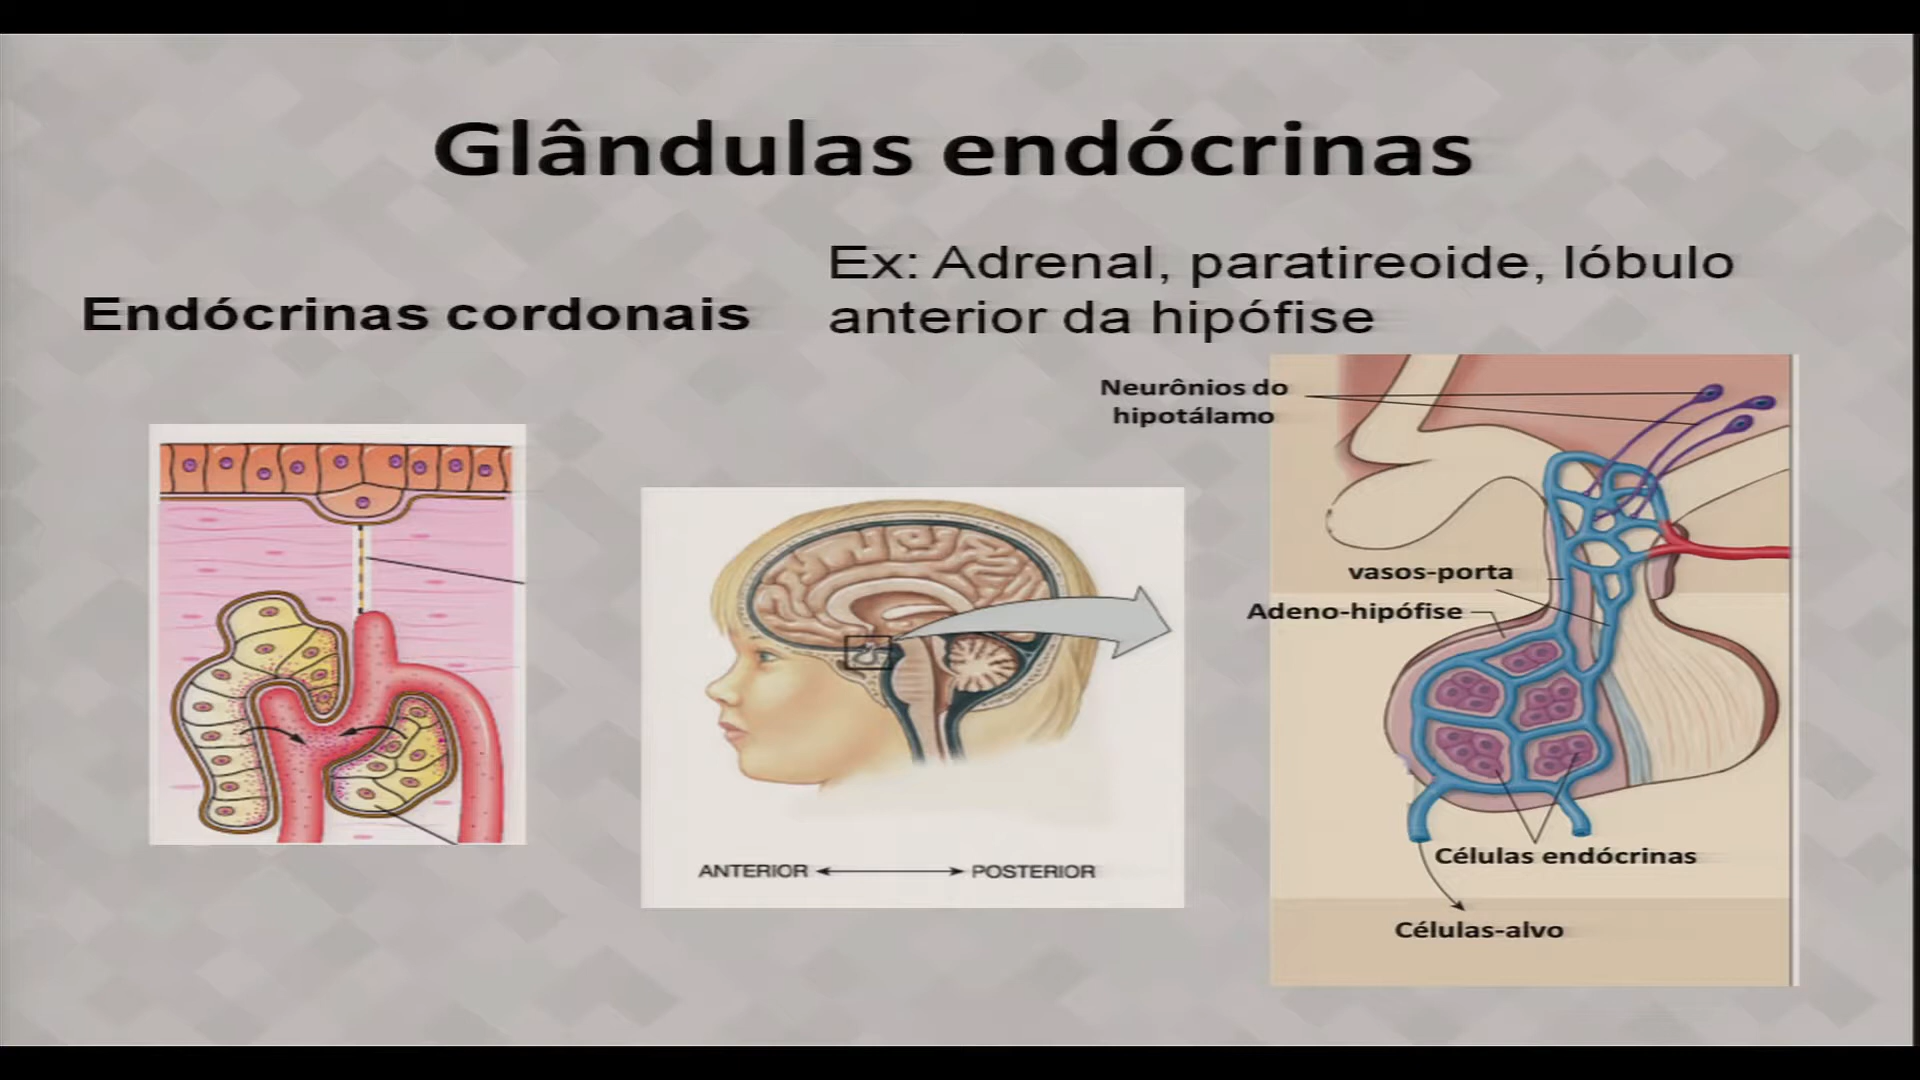 Glândulas endócrinas
Endócrinas cordonais
Ex: Adrenal, paratireoide, lóbulo
anterior da hipófise
Neurônios do
hipotálamo
vasos-porta
Adeno-hipófise
Células endócrinas
Células-alvo
ANTERIOR
POSTERIOR